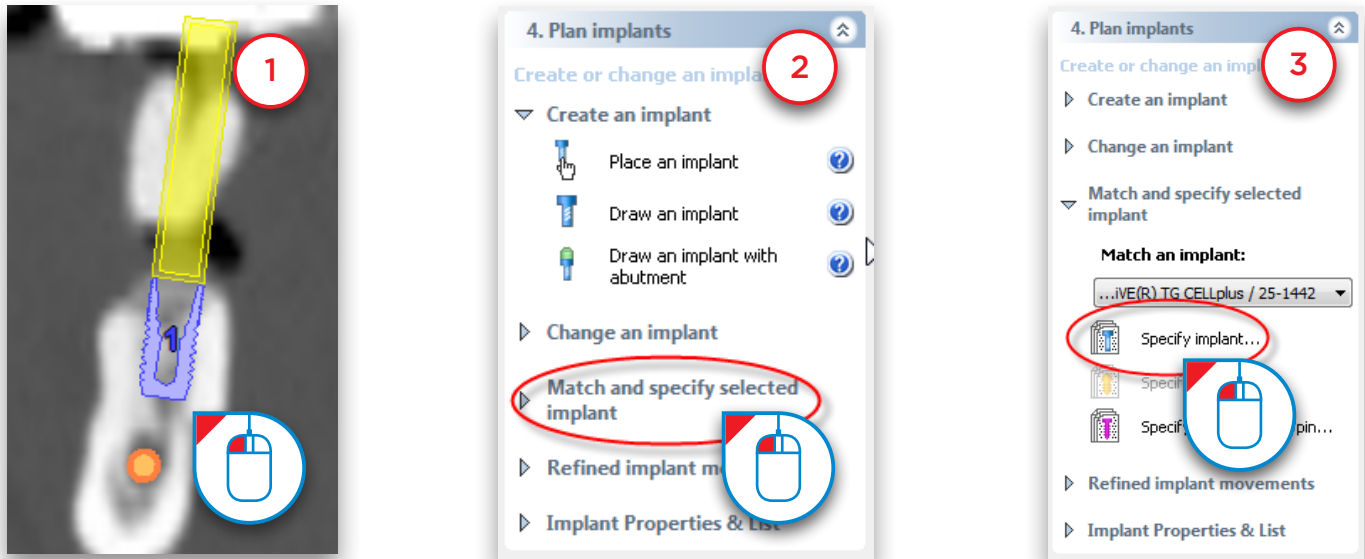 1
1
2
4. Plan implants
Create or change an impla
Create an implant
Place an implant
Draw an implant
Draw an implant with
abutment
Change an implant
Match and specify selected
implant
Refined implant m
Implant Properties & List
3
4. Plan implants
Create or change an impl
Create an implant
Change an implant
Match and specify selected
implant
Match an implant:
...iVE(R) TG CELLplus / 25-1442
Specify implant...
Specif
Specif pin...
Refined implant movements
Implant Properties & List